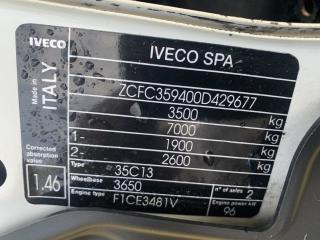 IVECO
IVECO SPA
Made in ITALY
ZCFC359400D429677
3500 kg
7000 kg
1- 1900 kg
2- 2600 kg
Corrected absorption value
1.46
Type 35C13
Wheelbase 3650 n° of axles 2
Engine type F1CE3481V Engine power kW 96